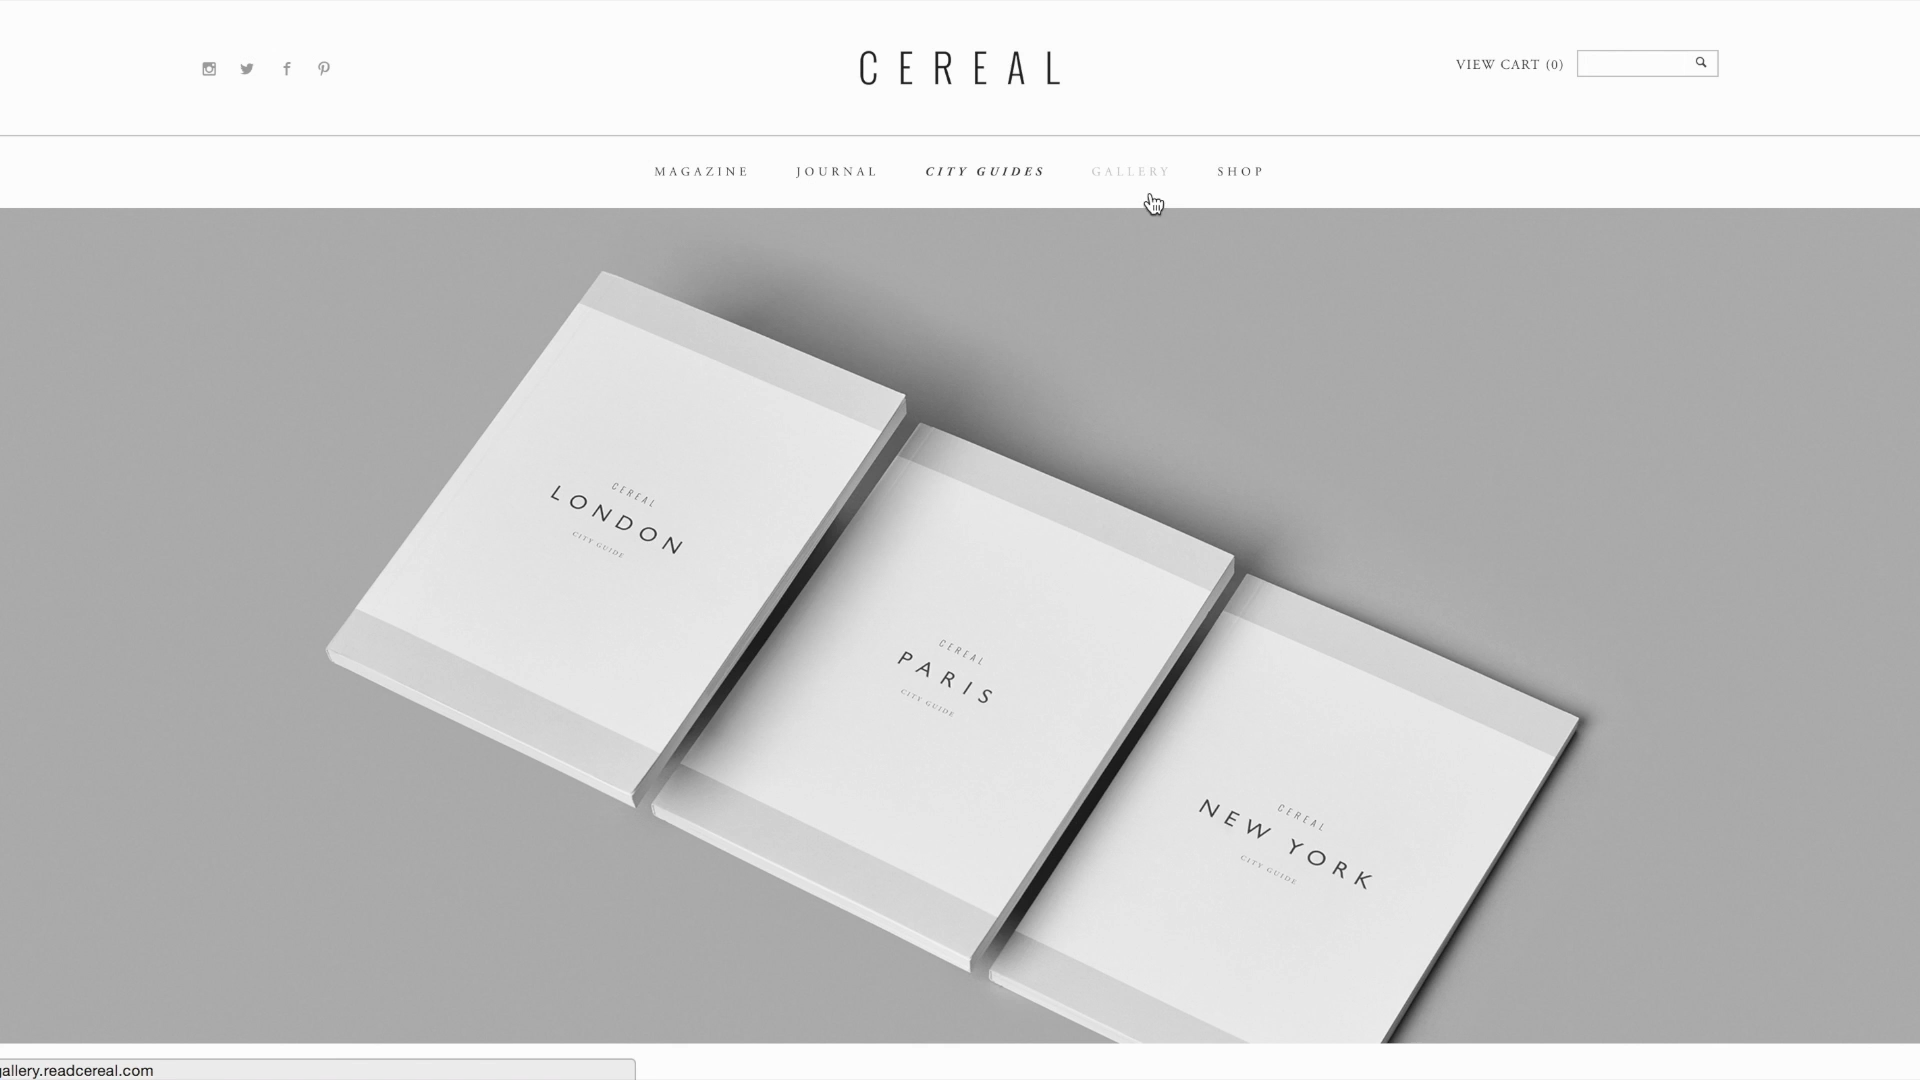 CEREAL
VIEW CART (0)
MAGAZINE JOURNAL CITY GUIDES GALLERY SHOP
CEREAL
LONDON
CITY GUIDE
CEREAL
PARIS
CITY GUIDE
CEREAL
NEW YORK
CITY GUIDE
gallery.readcereal.com